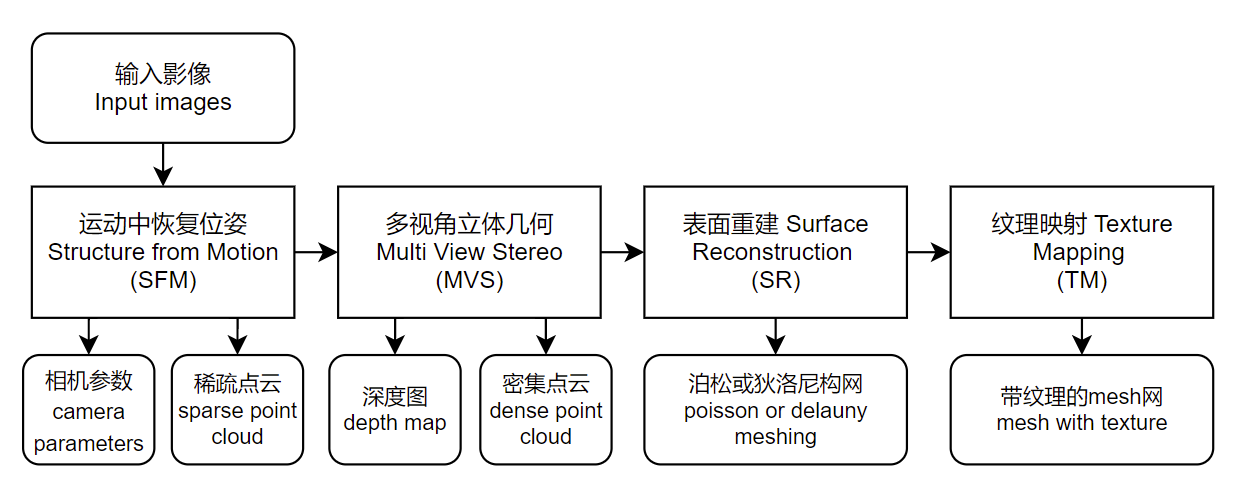 输入影像
Input images
运动中恢复位姿
Structure from Motion
(SFM)
多视角立体几何
Multi View Stereo
(MVS)
表面重建 Surface
Reconstruction
(SR)
纹理映射 Texture
Mapping
(TM)
相机参数
camera
parameters
稀疏点云
sparse point
cloud
深度图
depth map
密集点云
dense point
cloud
泊松或狄洛尼构网
poisson or delauny
meshing
带纹理的mesh网
mesh with texture